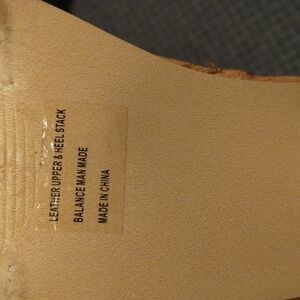 LEATHER UPPER & HEEL STACK
BALANCE MAN MADE
MADE IN CHINA